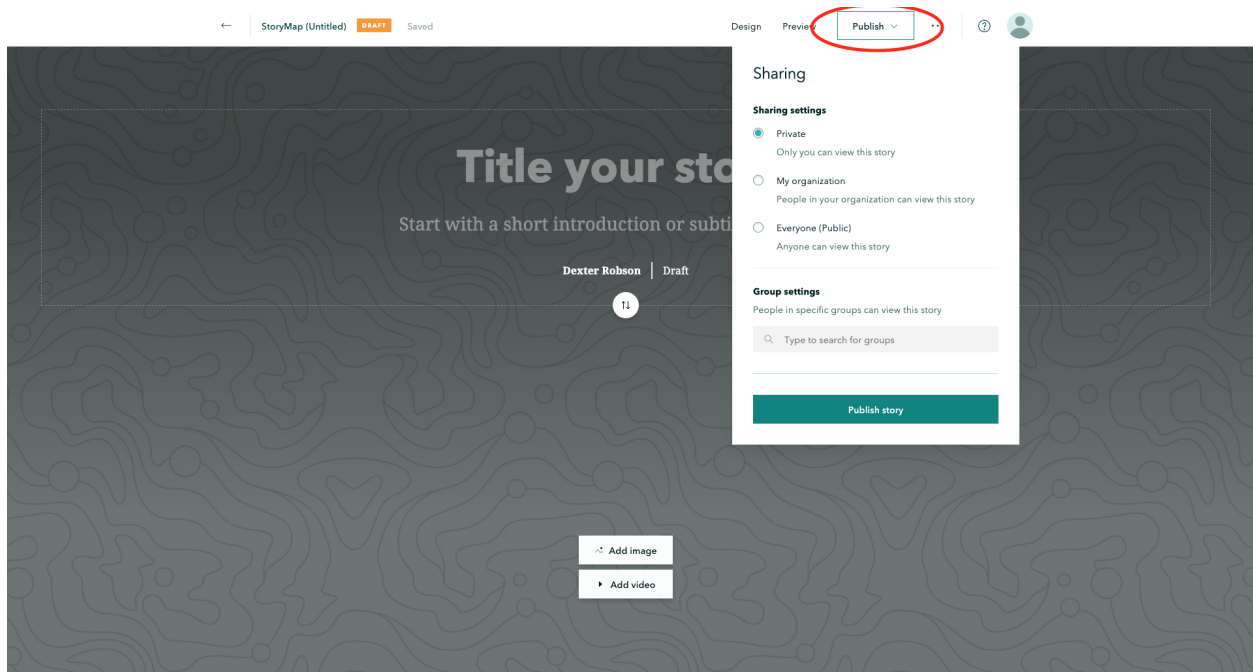 StoryMap (Untitled) DRAFT Saved Design Preview Publish
Sharing
Sharing settings
Private
Only you can view this story
My organization
People in your organization can view this story
Everyone (Public)
Anyone can view this story
Group settings
People in specific groups can view this story
Type to search for groups
Publish story
Title your sto
Start with a short introduction or subti
Dexter Robson | Draft
Add image
Add video